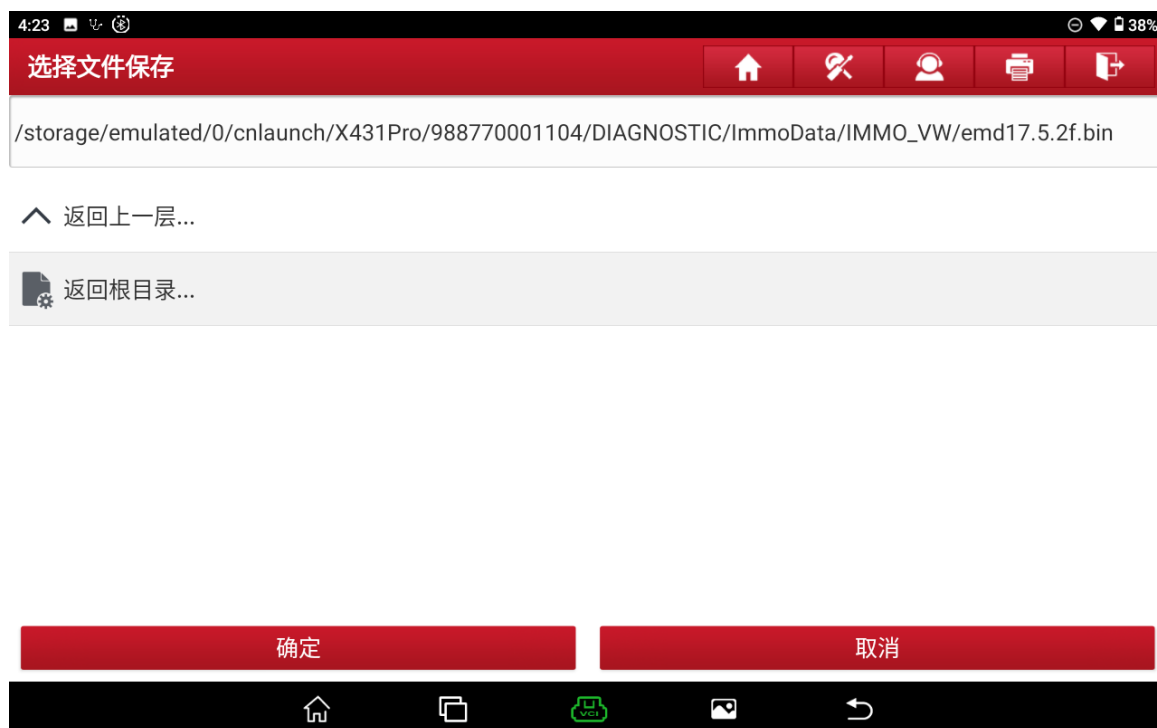 4:23 38%
选择文件保存
/storage/emulated/0/cnlaunch/X431Pro/988770001104/DIAGNOSTIC/ImmoData/IMMO_VW/emd17.5.2f.bin
返回上一层...
返回根目录...
确定 取消
VCI